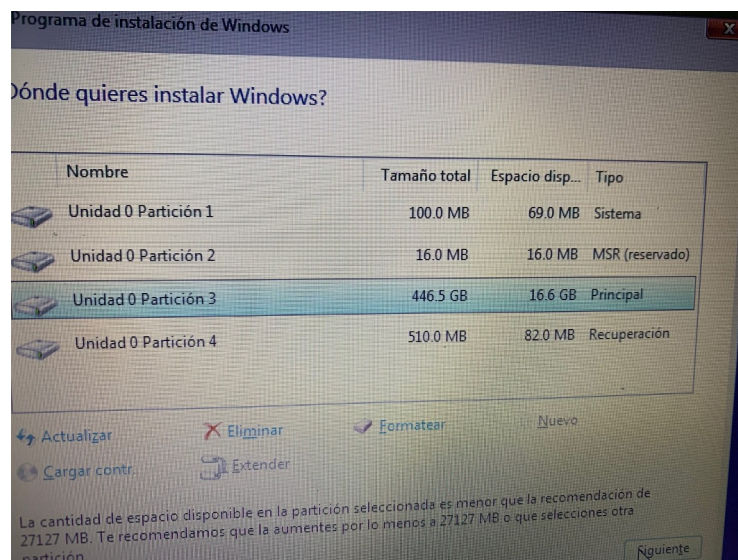 Programa de instalación de Windows
Dónde quieres instalar Windows?
Nombre Tamaño total Espacio disp... Tipo
Unidad 0 Partición 1 100.0 MB 69.0 MB Sistema
Unidad 0 Partición 2 16.0 MB 16.0 MB MSR (reservado)
Unidad 0 Partición 3 446.5 GB 16.6 GB Principal
Unidad 0 Partición 4 510.0 MB 82.0 MB Recuperación
Actualizar Eliminar Formatear Nuevo
Cargar contr. Extender
La cantidad de espacio disponible en la partición seleccionada es menor que la recomendación de
27127 MB. Te recomendamos que la aumentes por lo menos a 27127 MB o que selecciones otra
partición
Siguiente